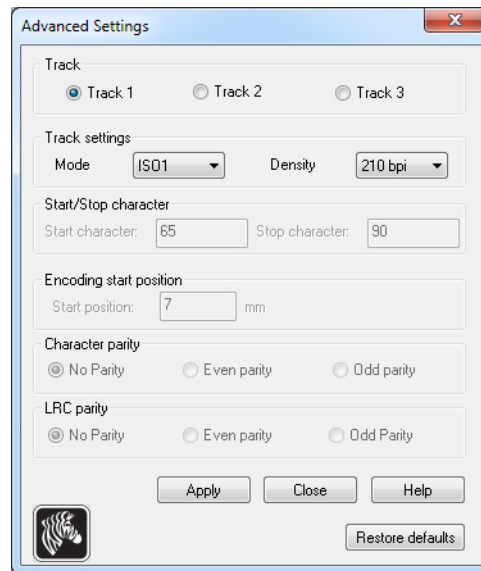 Advanced Settings
Track
Track 1 Track 2 Track 3
Track settings
Mode ISO1 Density 210 bpi
Start/Stop character
Start character: 65 Stop character: 90
Encoding start position
Start position: 7 mm
Character parity
No Parity Even parity Odd parity
LRC parity
No Parity Even parity Odd Parity
Apply Close Help
Restore defaults